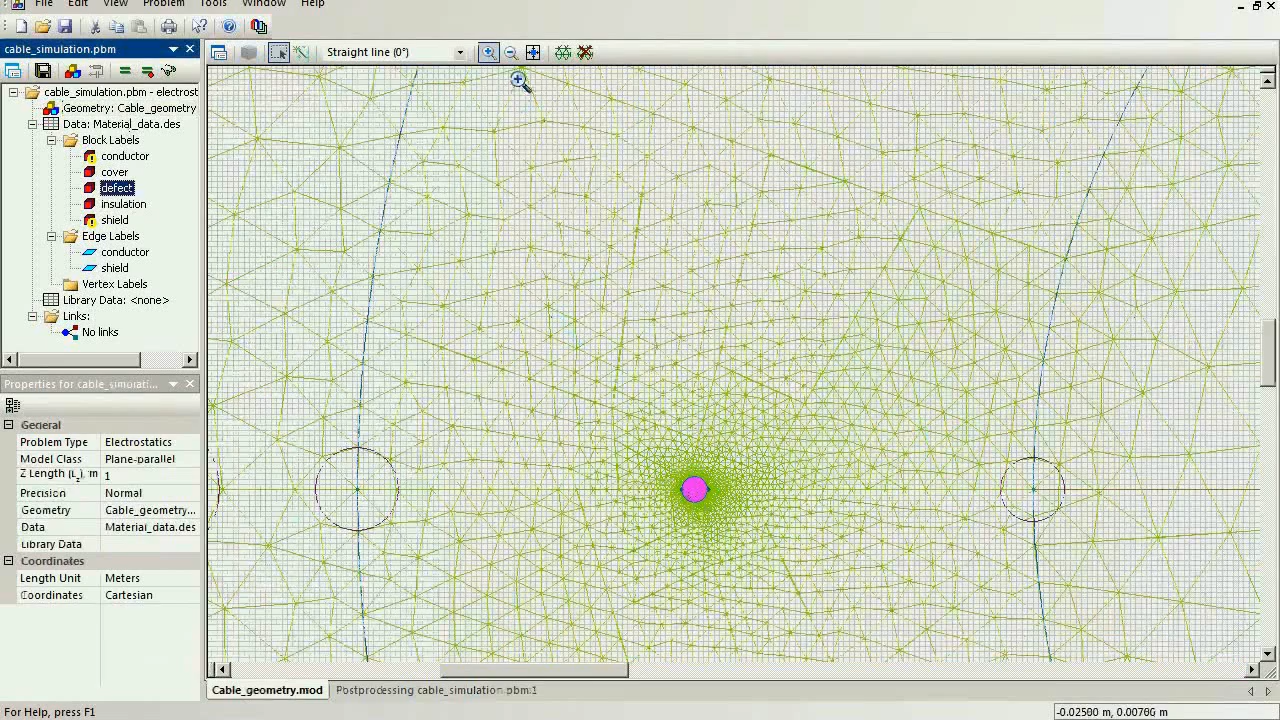 File Edit View Problem Tools Window Help
cable_simulation.pbm
Straight line (0°)
cable_simulation.pbm - electrost
Geometry: Cable_geometry
Data: Material_data.des
Block Labels
conductor
cover
defect
insulation
shield
Edge Labels
conductor
shield
Vertex Labels
Library Data: <none>
Links:
No links
Properties for cable_simulati...
General
Problem Type Electrostatics
Model Class Plane-parallel
Z Length (Lz), m 1
Precision Normal
Geometry Cable_geometry...
Data Material_data.des
Library Data
Coordinates
Length Unit Meters
Coordinates Cartesian
Cable_geometry.mod Postprocessing cable_simulation.pbm:1
For Help, press F1
-0.02500 m, 0.00706 m